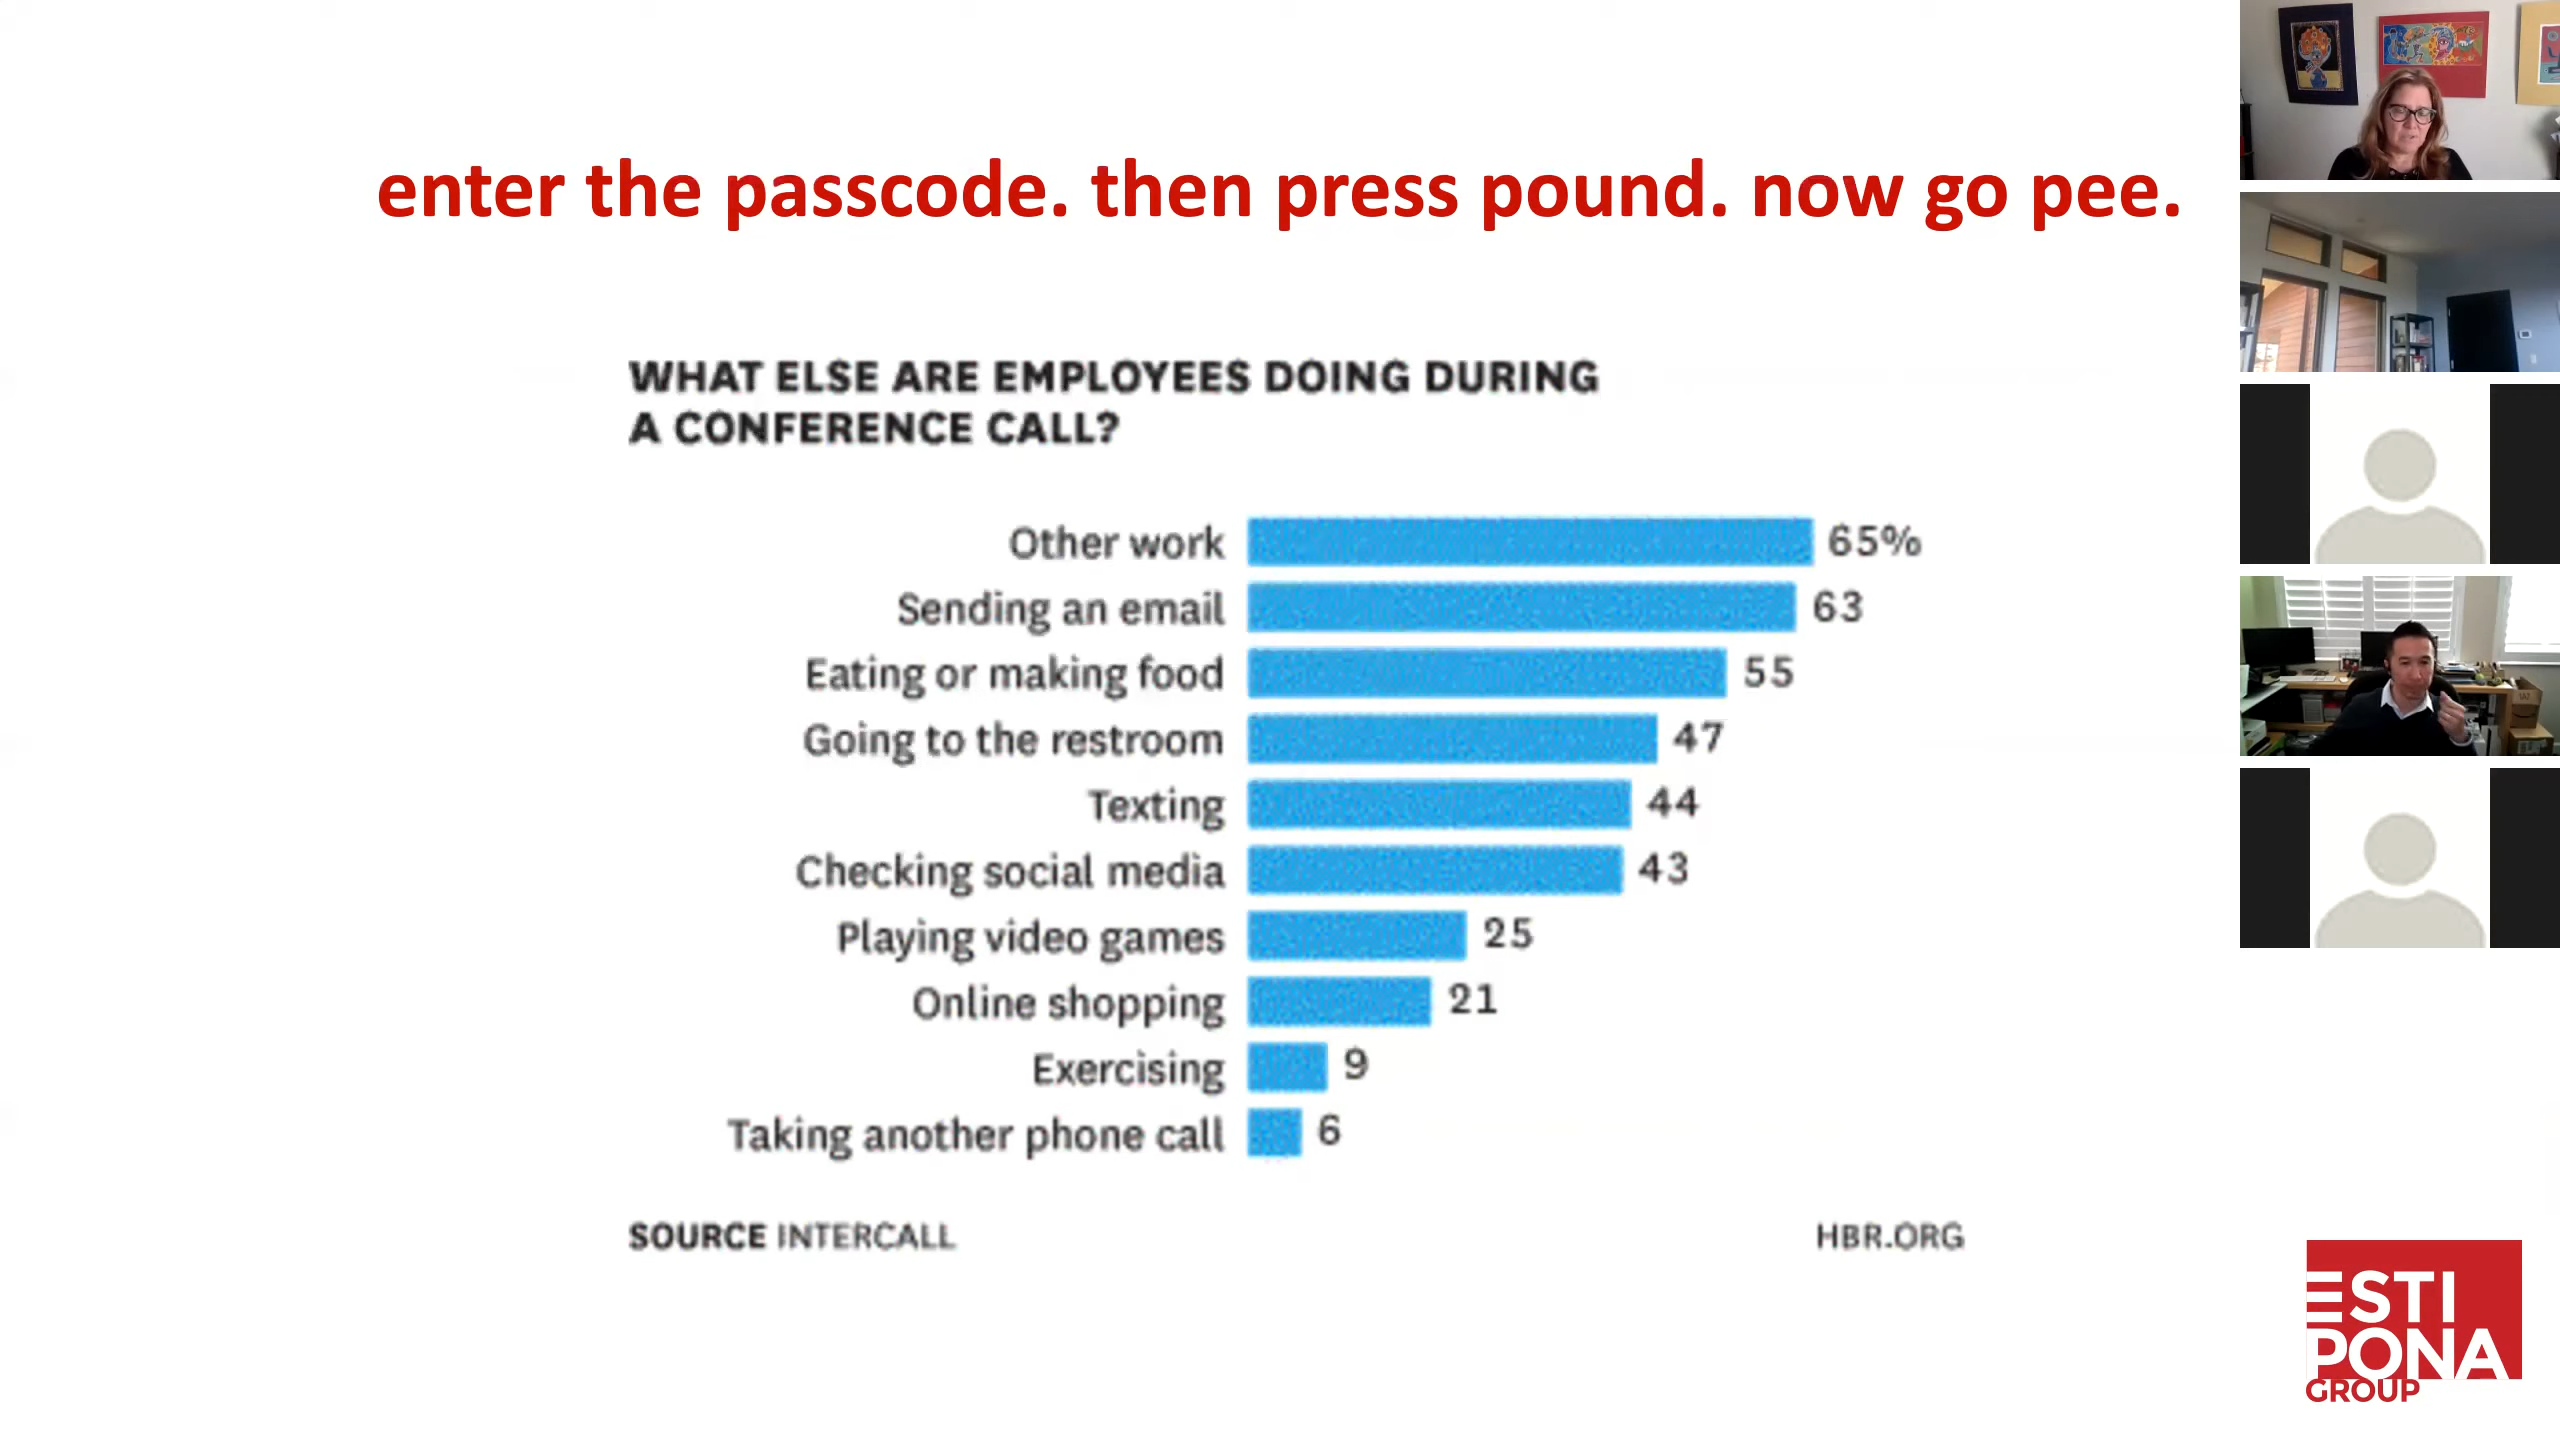 enter the passcode. then press pound. now go pee.
WHAT ELSE ARE EMPLOYEES DOING DURING
A CONFERENCE CALL?
Other work 65%
Sending an email 63
Eating or making food 55
Going to the restroom 47
Texting 44
Checking social media 43
Playing video games 25
Online shopping 21
Exercising 9
Taking another phone call 6
SOURCE INTERCALL HBR.ORG
ESTI
PONA
GROUP